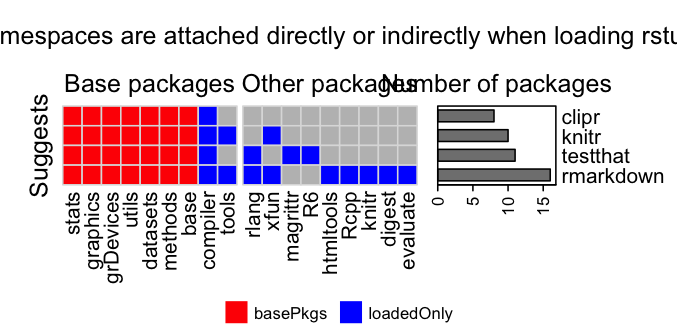 mespaces are attached directly or indirectly when loading rstu
Base packages
Other packages
Number of packages
Suggests
clipr
knitr
testthat
rmarkdown
stats
graphics
grDevices
utils
datasets
methods
base
compiler
tools
rlang
xfun
magrittr
R6
htmltools
Rcpp
knitr
digest
evaluate
0
5
10
15
basePkgs
loadedOnly